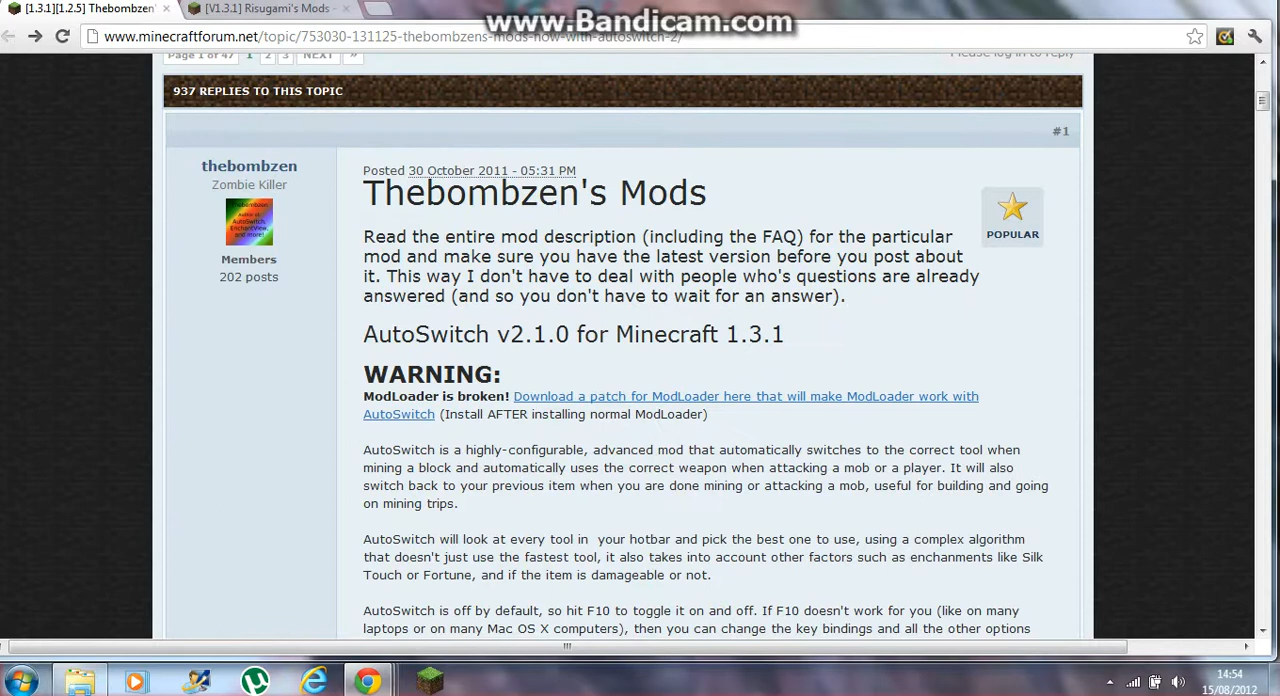 [1.3.1][1.2.5] Thebombzen'
[V1.3.1] Risugami's Mods -
www.Bandicam.com
www.minecraftforum.net/topic/753030-131125-thebombzens-mods-now-with-autoswitch-2/
Page 1 of 47 1 2 3 NEXT »
Please log in to reply
937 REPLIES TO THIS TOPIC
#1
thebombzen
Zombie Killer
Members
202 posts
Posted 30 October 2011 - 05:31 PM
Thebombzen's Mods
POPULAR
Read the entire mod description (including the FAQ) for the particular
mod and make sure you have the latest version before you post about
it. This way I don't have to deal with people who's questions are already
answered (and so you don't have to wait for an answer).
AutoSwitch v2.1.0 for Minecraft 1.3.1
WARNING:
ModLoader is broken! Download a patch for ModLoader here that will make ModLoader work with
AutoSwitch (Install AFTER installing normal ModLoader)
AutoSwitch is a highly-configurable, advanced mod that automatically switches to the correct tool when
mining a block and automatically uses the correct weapon when attacking a mob or a player. It will also
switch back to your previous item when you are done mining or attacking a mob, useful for building and going
on mining trips.
AutoSwitch will look at every tool in your hotbar and pick the best one to use, using a complex algorithm
that doesn't just use the fastest tool, it also takes into account other factors such as enchanments like Silk
Touch or Fortune, and if the item is damageable or not.
AutoSwitch is off by default, so hit F10 to toggle it on and off. If F10 doesn't work for you (like on many
laptops or on many Mac OS X computers), then you can change the key bindings and all the other options
14:54
15/08/2012